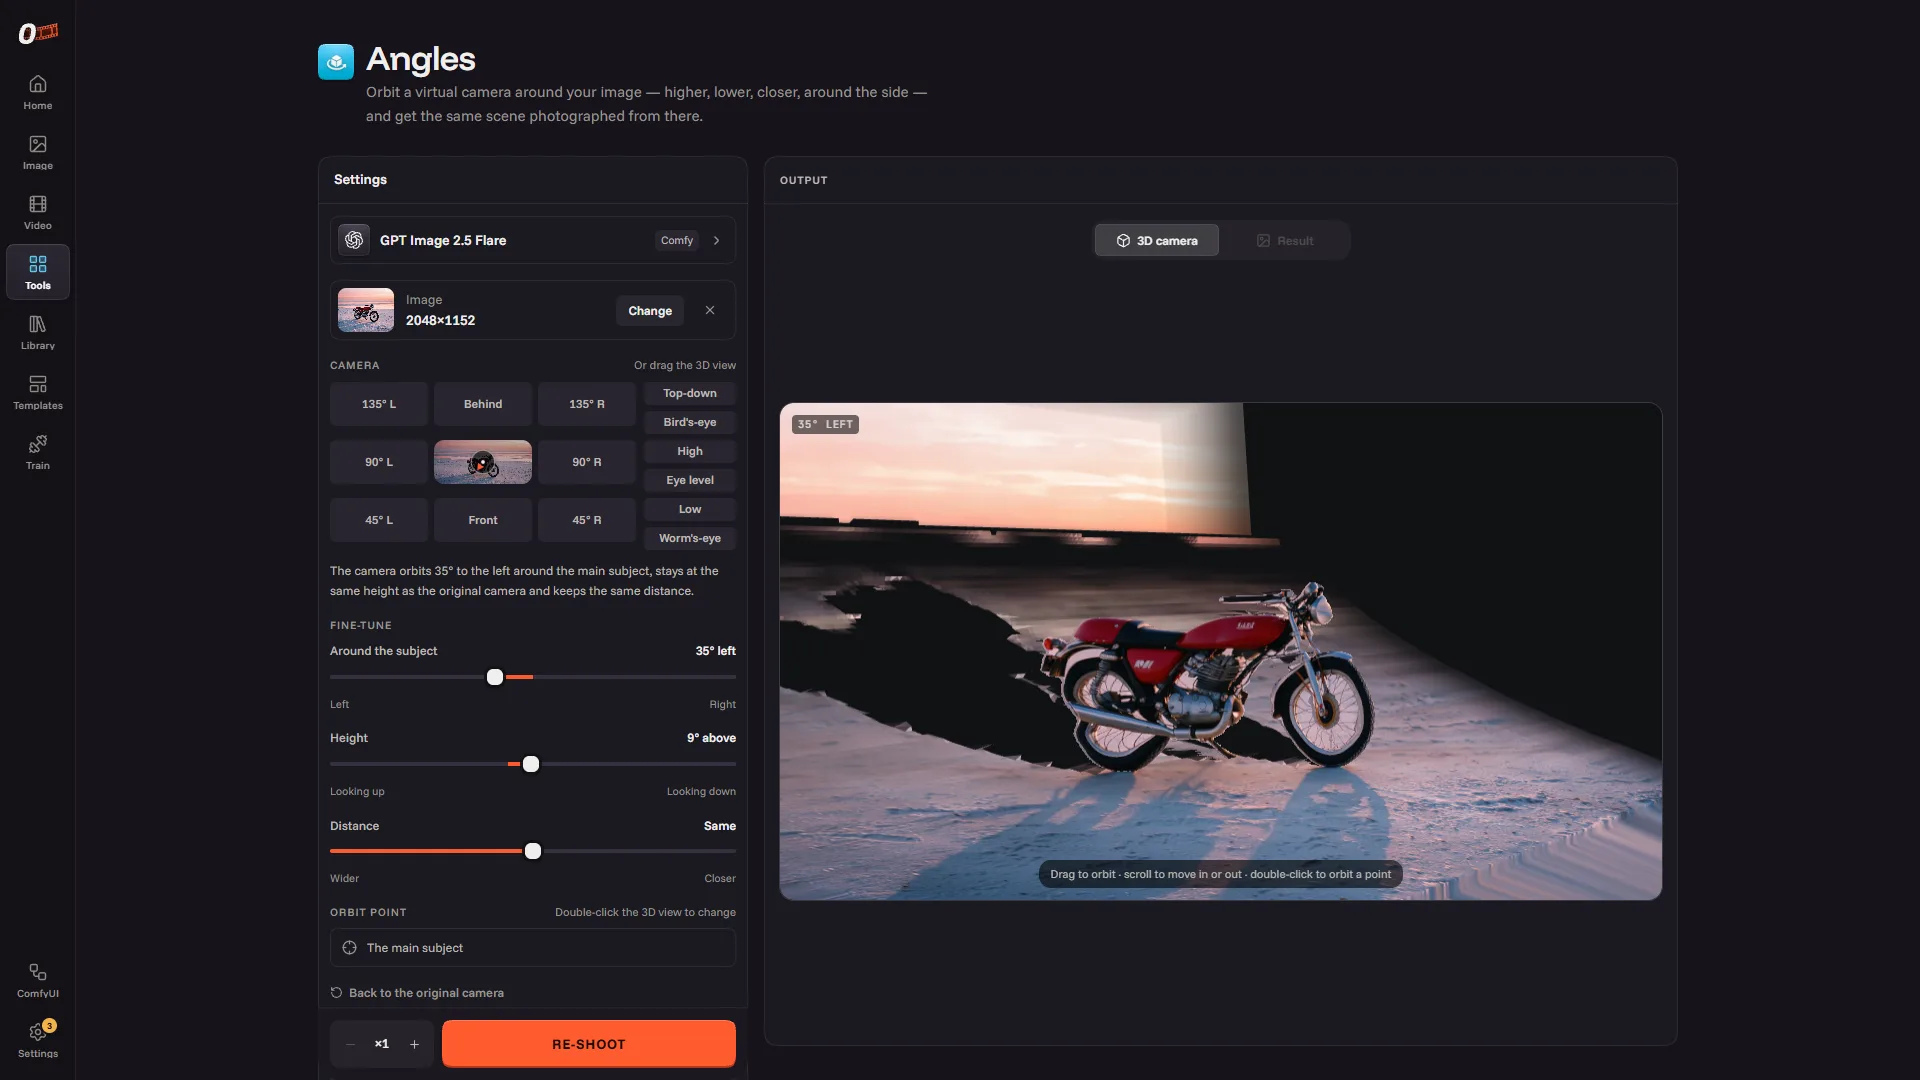 Home
Image
Video
Tools
Library
Templates
Train
ComfyUI
3
Settings
Angles
Orbit a virtual camera around your image — higher, lower, closer, around the side —
and get the same scene photographed from there.
Settings
GPT Image 2.5 Flare
Comfy
Image
2048×1152
Change
CAMERA
Or drag the 3D view
135° L
Behind
135° R
90° L
90° R
45° L
Front
45° R
Top-down
Bird's-eye
High
Eye level
Low
Worm's-eye
The camera orbits 35° to the left around the main subject, stays at the
same height as the original camera and keeps the same distance.
FINE-TUNE
Around the subject
35° left
Left
Right
Height
9° above
Looking up
Looking down
Distance
Same
Wider
Closer
ORBIT POINT
Double-click the 3D view to change
The main subject
Back to the original camera
×1
RE-SHOOT
OUTPUT
3D camera
Result
35° LEFT
Drag to orbit · scroll to move in or out · double-click to orbit a point